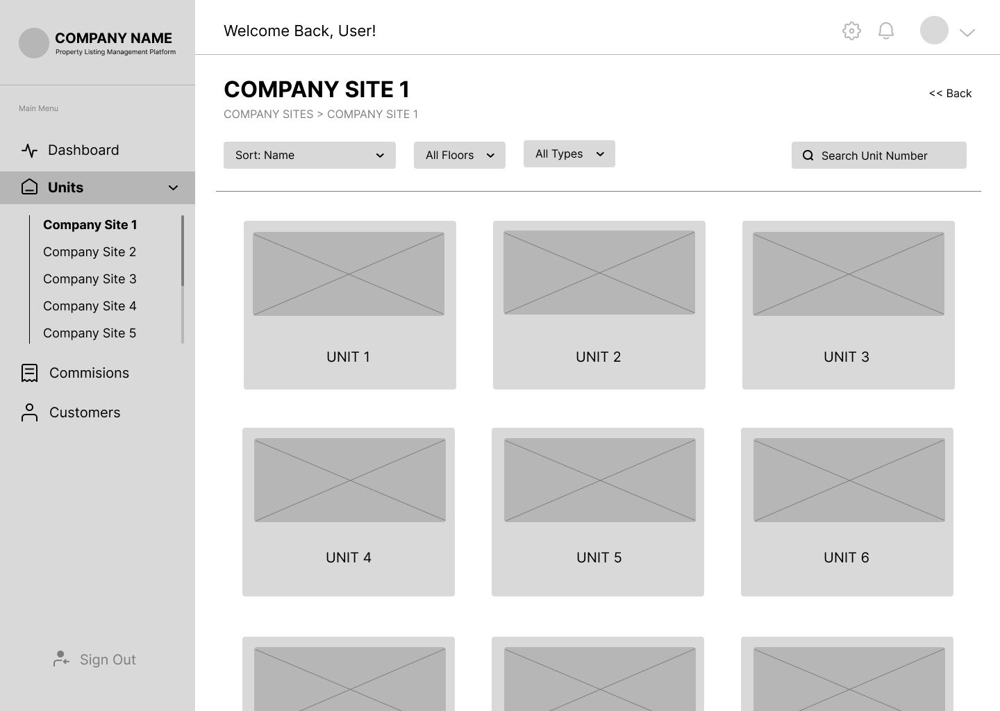 COMPANY NAME
Property Listing Management Platform
Main Menu
Dashboard
Units
Company Site 1
Company Site 2
Company Site 3
Company Site 4
Company Site 5
Commisions
Customers
Sign Out
Welcome Back, User!
COMPANY SITE 1
<< Back
COMPANY SITES > COMPANY SITE 1
Sort: Name
All Floors
All Types
Search Unit Number
UNIT 1
UNIT 2
UNIT 3
UNIT 4
UNIT 5
UNIT 6